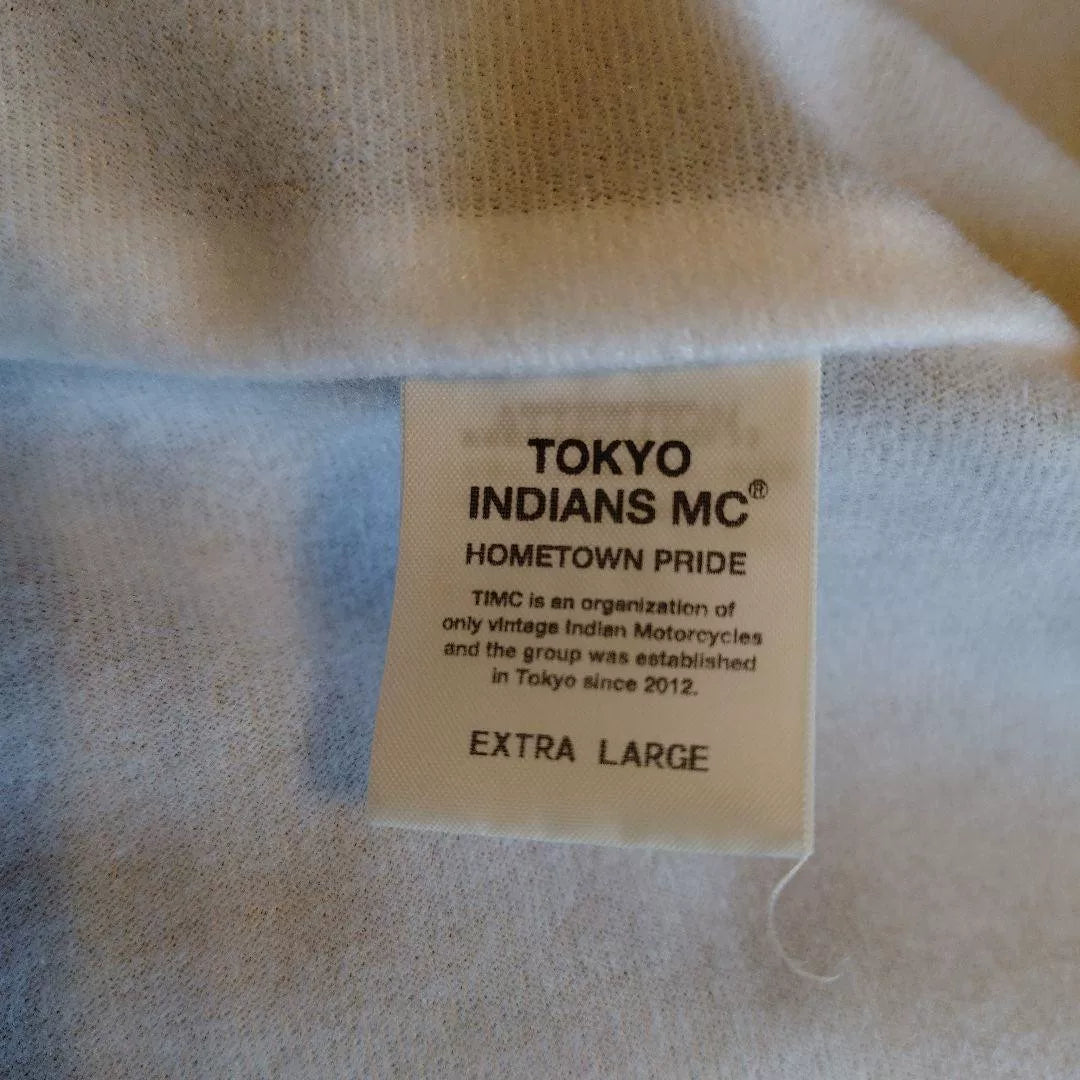 TOKYO
INDIANS MC®
HOMETOWN PRIDE
TIMC is an organization of
only vintage Indian Motorcycles
and the group was established
in Tokyo since 2012.
EXTRA LARGE